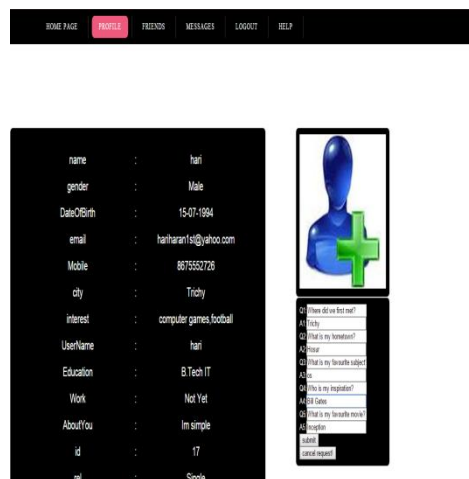 HOME PAGE PROFILE FRIENDS MESSAGES LOGOUT HELP
name : hari
gender : Male
DateOfBirth : 15-07-1994
email : hariharan1st@yahoo.com
Mobile : 8675552726
city : Trichy
interest : computer games,football
UserName : hari
Education : B.Tech IT
Work : Not Yet
AboutYou : Im simple
id : 17
rel : Single
Q1 Where did we first met?
A1 Trichy
Q2 What is my hometown?
A2 Hosur
Q3 What is my favourite subject
A3 os
Q4 Who is my inspiration?
A4 Bill Gates
Q5 What is my favourite movie?
A5 Inception
submit
cancel request!